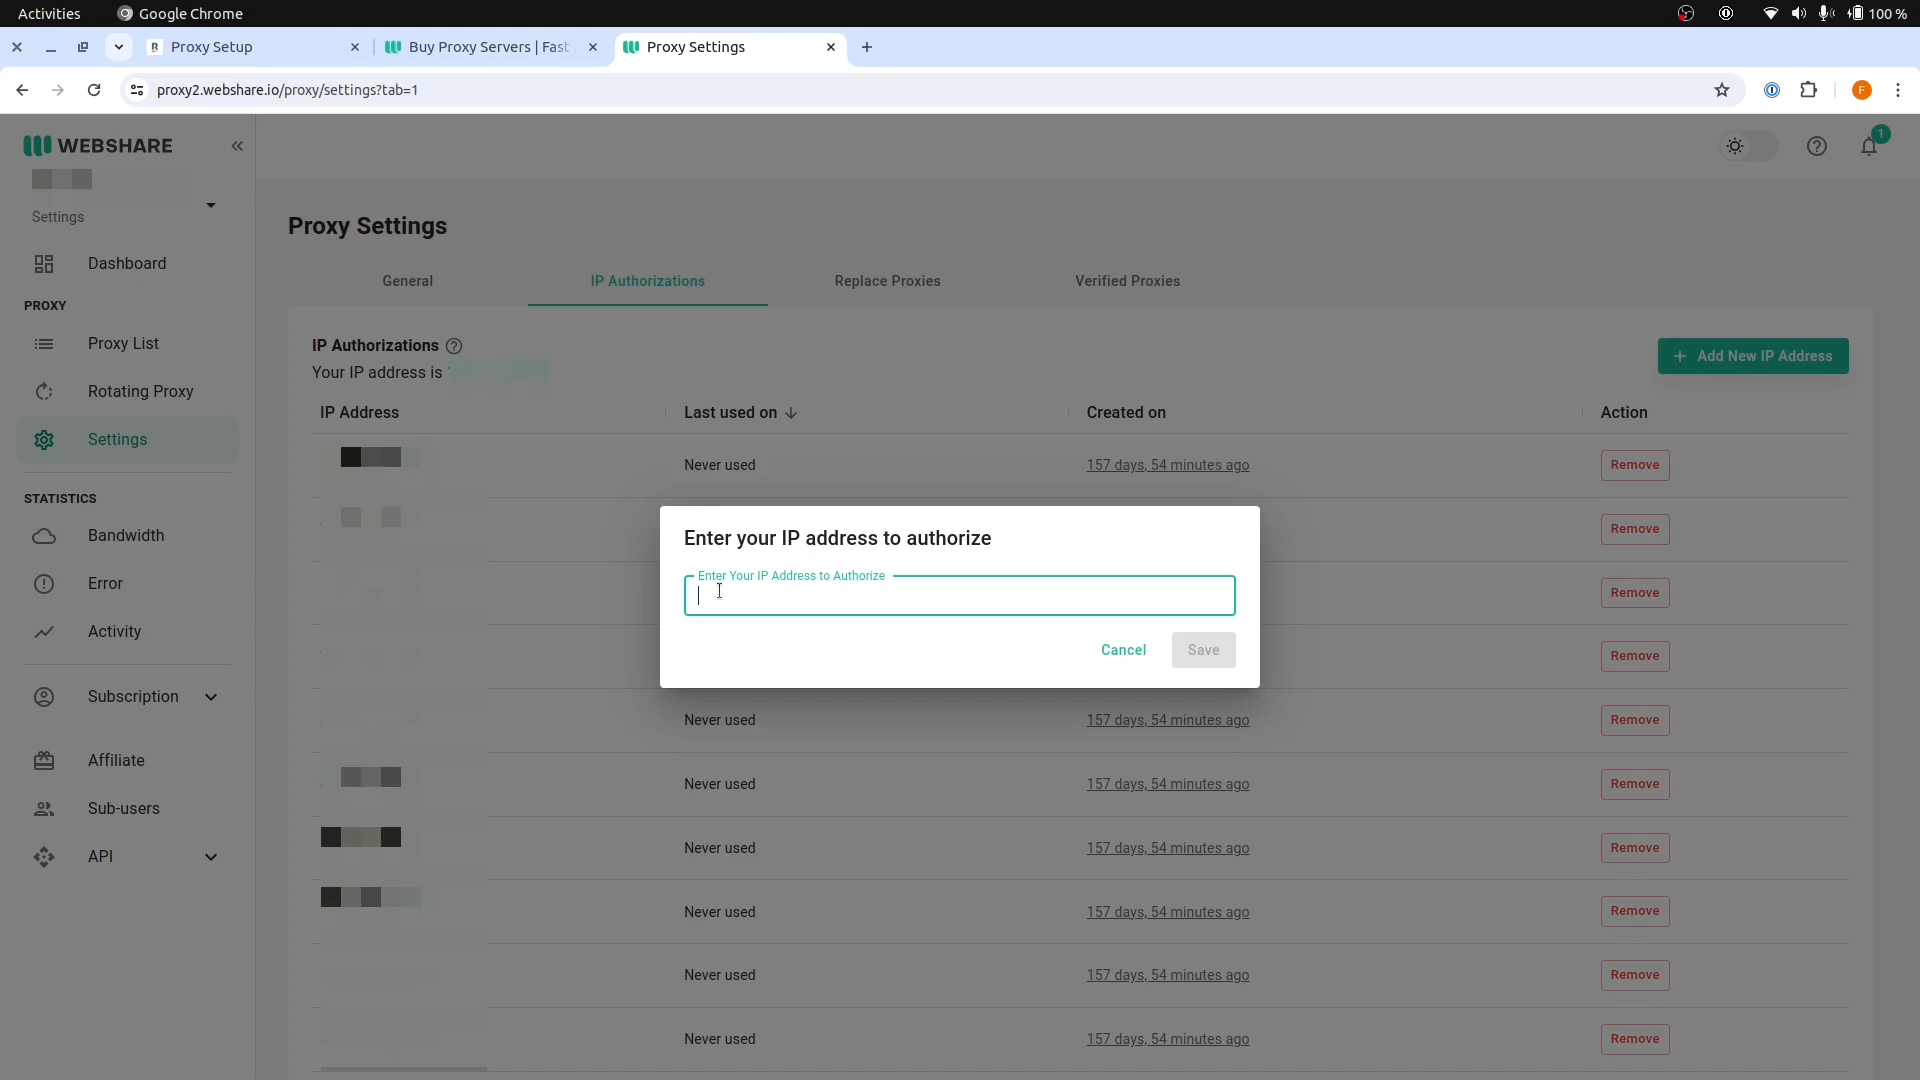 Activities Google Chrome 100 %
Proxy Setup Buy Proxy Servers | Fast Proxy Settings
proxy2.webshare.io/proxy/settings?tab=1 F
WEBSHARE
1
Settings
Proxy Settings
Dashboard
General IP Authorizations Replace Proxies Verified Proxies
PROXY
Proxy List
IP Authorizations
+ Add New IP Address
Your IP address is
Rotating Proxy
IP Address Last used on Created on Action
Settings
Never used 157 days, 54 minutes ago Remove
STATISTICS
Bandwidth
Remove
Enter your IP address to authorize
Enter Your IP Address to Authorize
Error
Remove
Activity
Cancel Save
Remove
Subscription
Never used 157 days, 54 minutes ago Remove
Affiliate
Never used 157 days, 54 minutes ago Remove
Sub-users
Never used 157 days, 54 minutes ago Remove
API
Never used 157 days, 54 minutes ago Remove
Never used 157 days, 54 minutes ago Remove
Never used 157 days, 54 minutes ago Remove